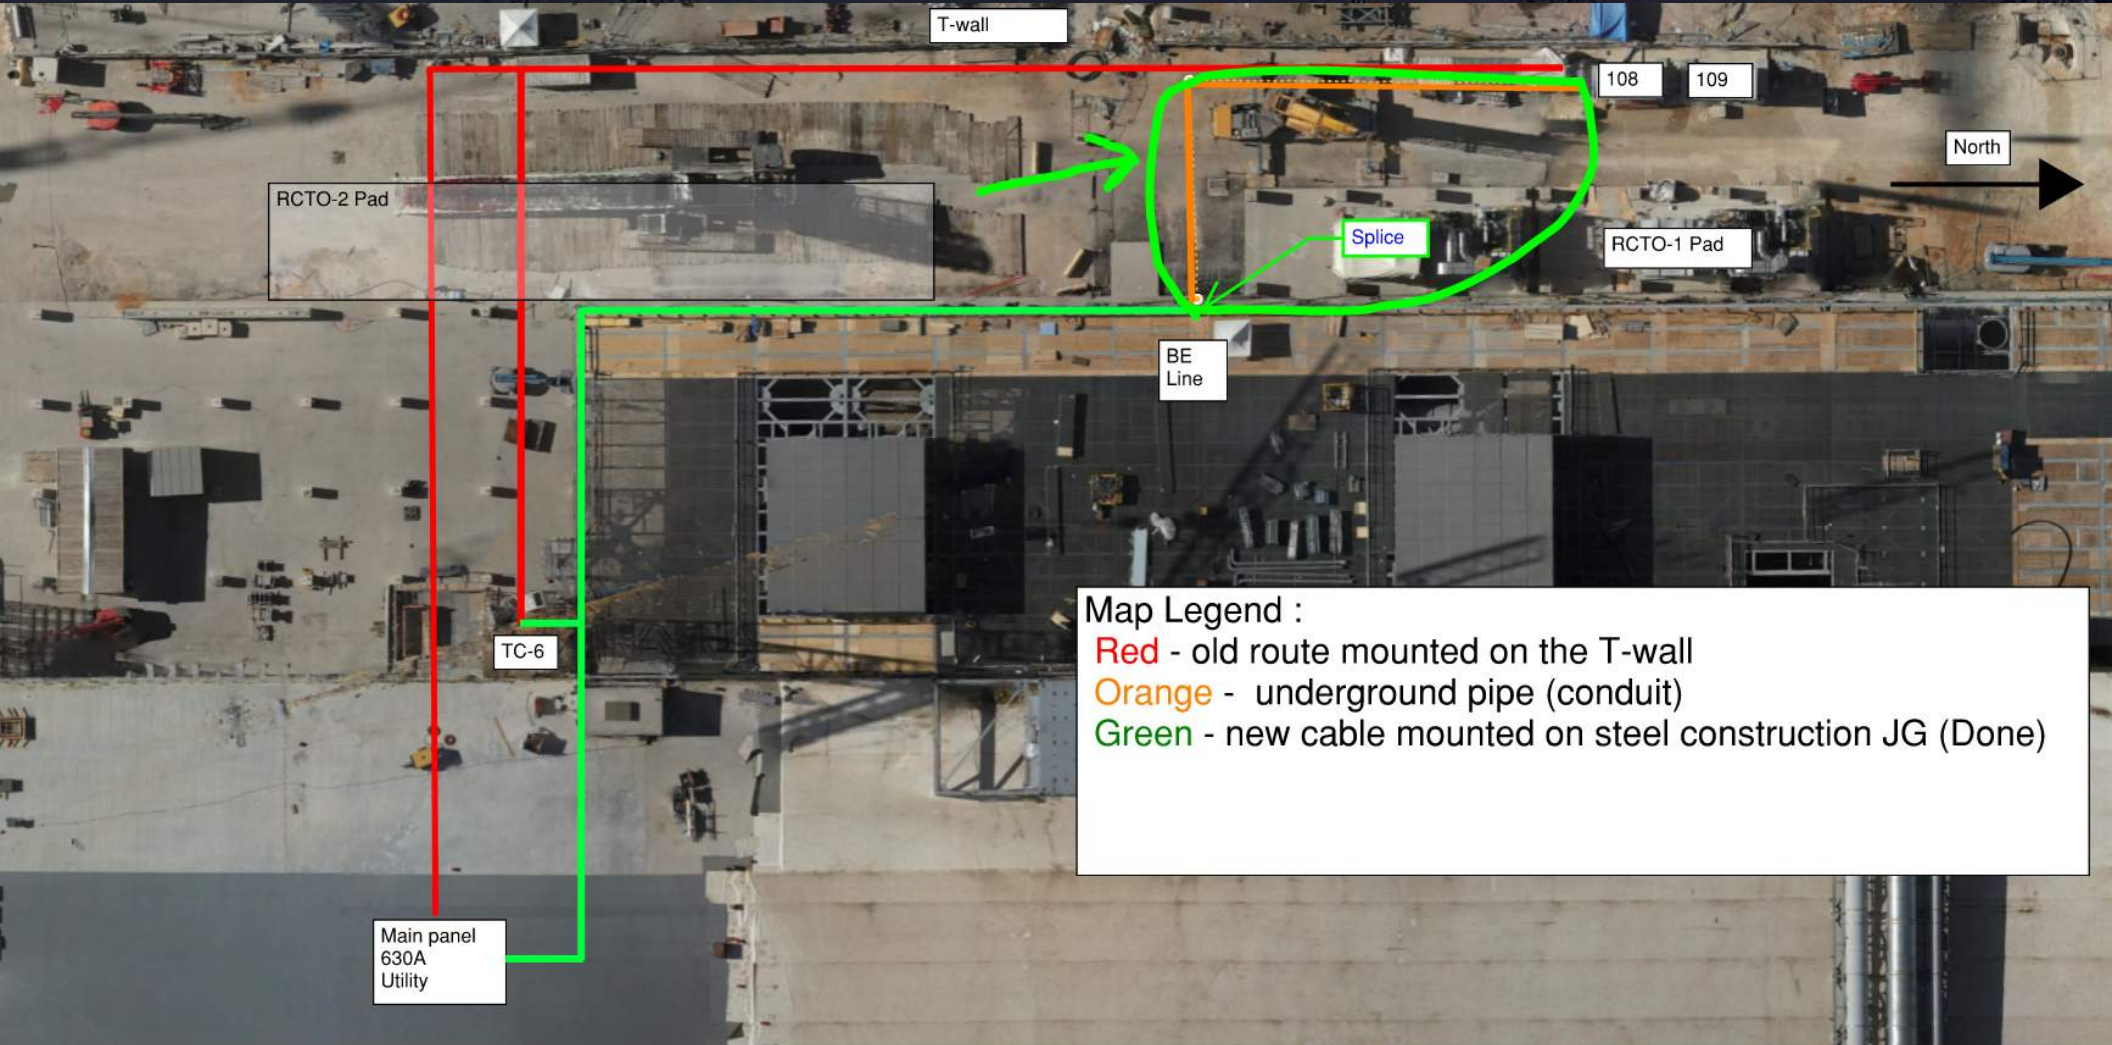 T-wall
108
109
North
RCTO-2 Pad
Splice
RCTO-1 Pad
BE
Line
TC-6
Map Legend :
Red - old route mounted on the T-wall
Orange - underground pipe (conduit)
Green - new cable mounted on steel construction JG (Done)
Main panel
630A
Utility